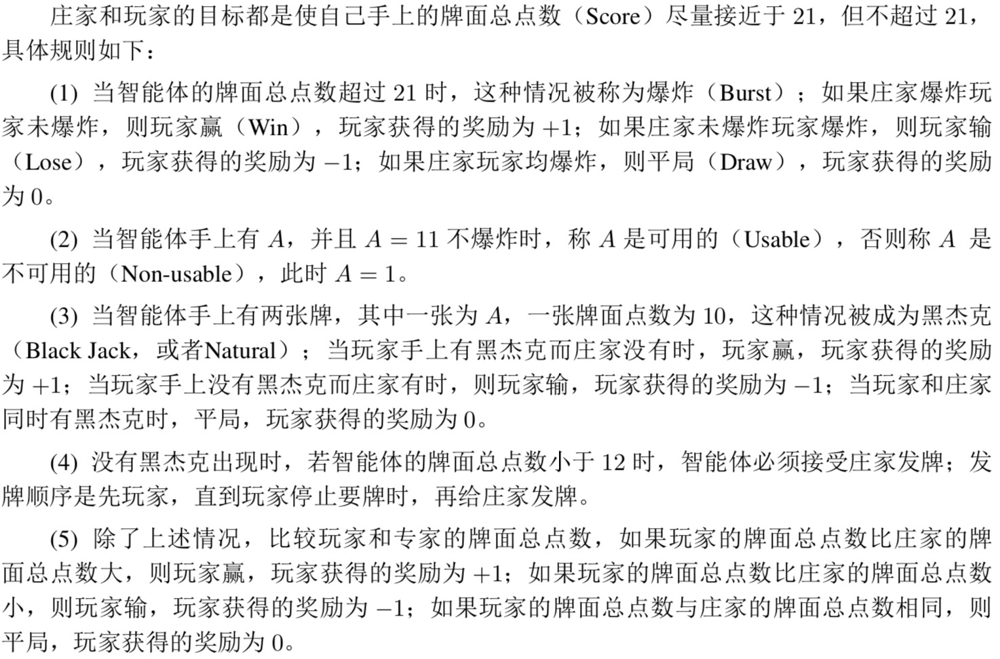 庄家和玩家的目标都是使自己手上的牌面总点数（Score）尽量接近于 21，但不超过 21，
具体规则如下：
(1) 当智能体的牌面总点数超过 21 时，这种情况被称为爆炸（Burst）；如果庄家爆炸玩
家未爆炸，则玩家赢（Win），玩家获得的奖励为 +1；如果庄家未爆炸玩家爆炸，则玩家输
（Lose），玩家获得的奖励为 −1；如果庄家玩家均爆炸，则平局（Draw），玩家获得的奖励
为 0。
(2) 当智能体手上有 A，并且 A = 11 不爆炸时，称 A 是可用的（Usable），否则称 A 是
不可用的（Non-usable），此时 A = 1。
(3) 当智能体手上有两张牌，其中一张为 A，一张牌面点数为 10，这种情况被成为黑杰克
（Black Jack，或者Natural）；当玩家手上有黑杰克而庄家没有时，玩家赢，玩家获得的奖励
为 +1；当玩家手上没有黑杰克而庄家有时，则玩家输，玩家获得的奖励为 −1；当玩家和庄家
同时有黑杰克时，平局，玩家获得的奖励为 0。
(4) 没有黑杰克出现时，若智能体的牌面总点数小于 12 时，智能体必须接受庄家发牌；发
牌顺序是先玩家，直到玩家停止要牌时，再给庄家发牌。
(5) 除了上述情况，比较玩家和专家的牌面总点数，如果玩家的牌面总点数比庄家的牌
面总点数大，则玩家赢，玩家获得的奖励为 +1；如果玩家的牌面总点数比庄家的牌面总点数
小，则玩家输，玩家获得的奖励为 −1；如果玩家的牌面总点数与庄家的牌面总点数相同，则
平局，玩家获得的奖励为 0。